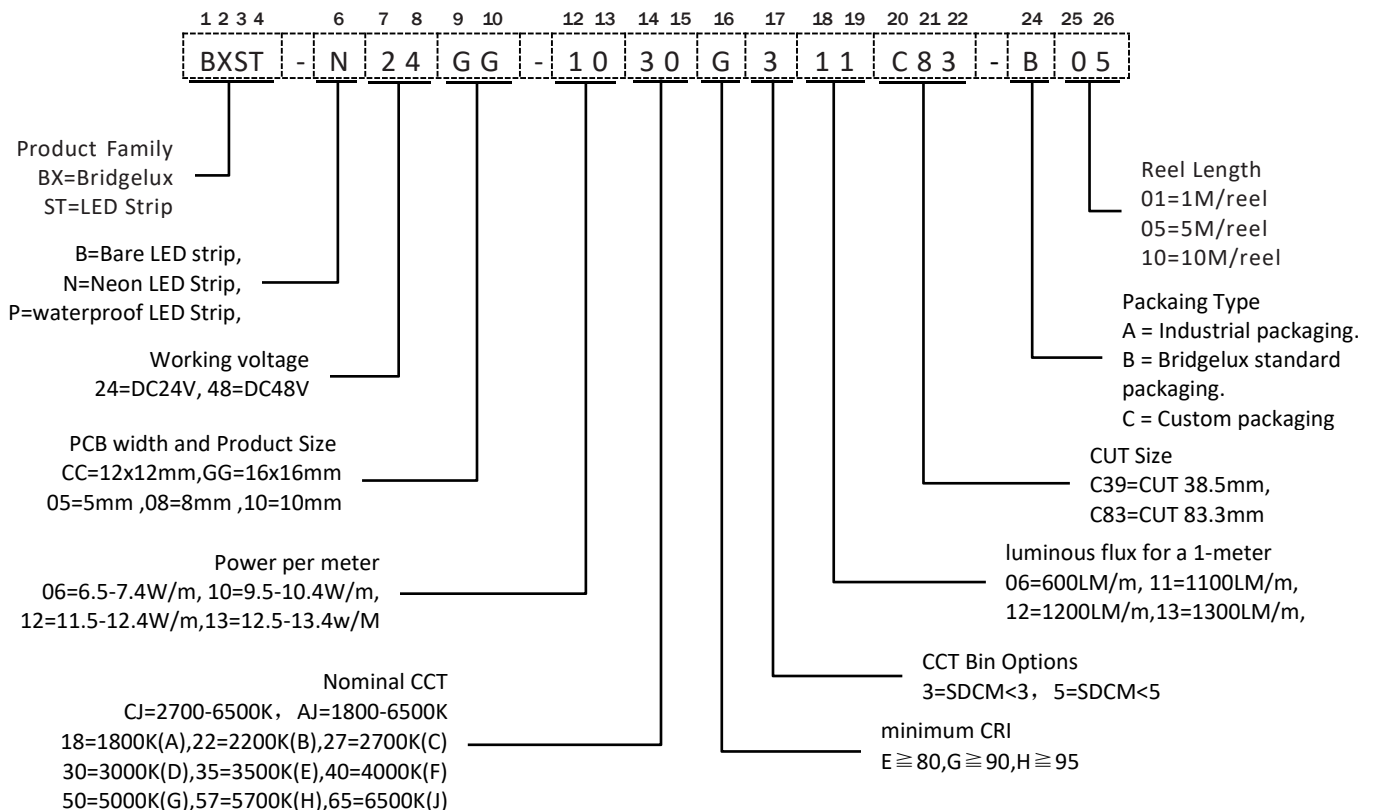 1 2 3 4 6 7 8 9 10 12 13 14 15 16 17 18 19 20 21 22 24 25 26
BXST - N 2 4 G G - 1 0 3 0 G 3 1 1 C 8 3 - B 0 5
Product Family
BX=Bridgelux
ST=LED Strip
B=Bare LED strip,
N=Neon LED Strip,
P=waterproof LED Strip,
Working voltage
24=DC24V, 48=DC48V
PCB width and Product Size
CC=12x12mm,GG=16x16mm
05=5mm ,08=8mm ,10=10mm
Power per meter
06=6.5-7.4W/m, 10=9.5-10.4W/m,
12=11.5-12.4W/m,13=12.5-13.4w/M
Nominal CCT
CJ=2700-6500K， AJ=1800-6500K
18=1800K(A),22=2200K(B),27=2700K(C)
30=3000K(D),35=3500K(E),40=4000K(F)
50=5000K(G),57=5700K(H),65=6500K(J)
Reel Length
01=1M/reel
05=5M/reel
10=10M/reel
Packaing Type
A = Industrial packaging.
B = Bridgelux standard
packaging.
C = Custom packaging
CUT Size
C39=CUT 38.5mm,
C83=CUT 83.3mm
luminous flux for a 1-meter
06=600LM/m, 11=1100LM/m,
12=1200LM/m,13=1300LM/m,
CCT Bin Options
3=SDCM<3， 5=SDCM<5
minimum CRI
E≧80,G≧90,H≧95